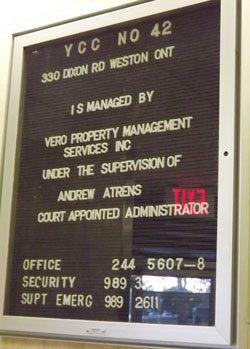 YCC NO 42
330 DIXON RD WESTON ONT
IS MANAGED BY
VERO PROPERTY MANAGEMENT
SERVICES INC
UNDER THE SUPERVISION OF
ANDREW ATRENS
EXIT
COURT APPOINTED ADMINISTRATOR
OFFICE 244 5607-8
SECURITY 989
SUPT EMERG 989 2611